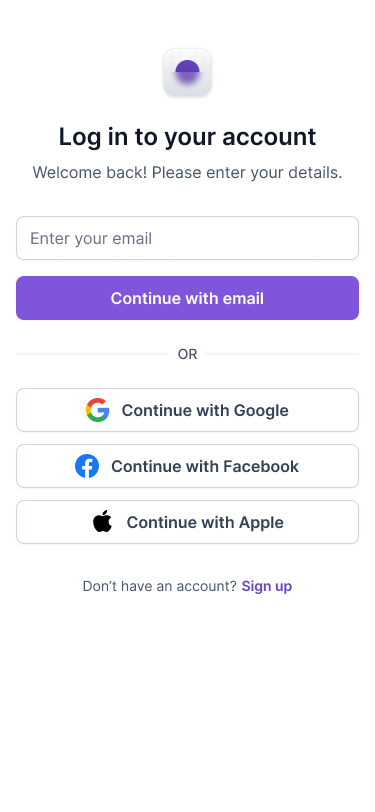 Log in to your account
Welcome back! Please enter your details.
Enter your email
Continue with email
OR
Continue with Google
Continue with Facebook
Continue with Apple
Don’t have an account? Sign up